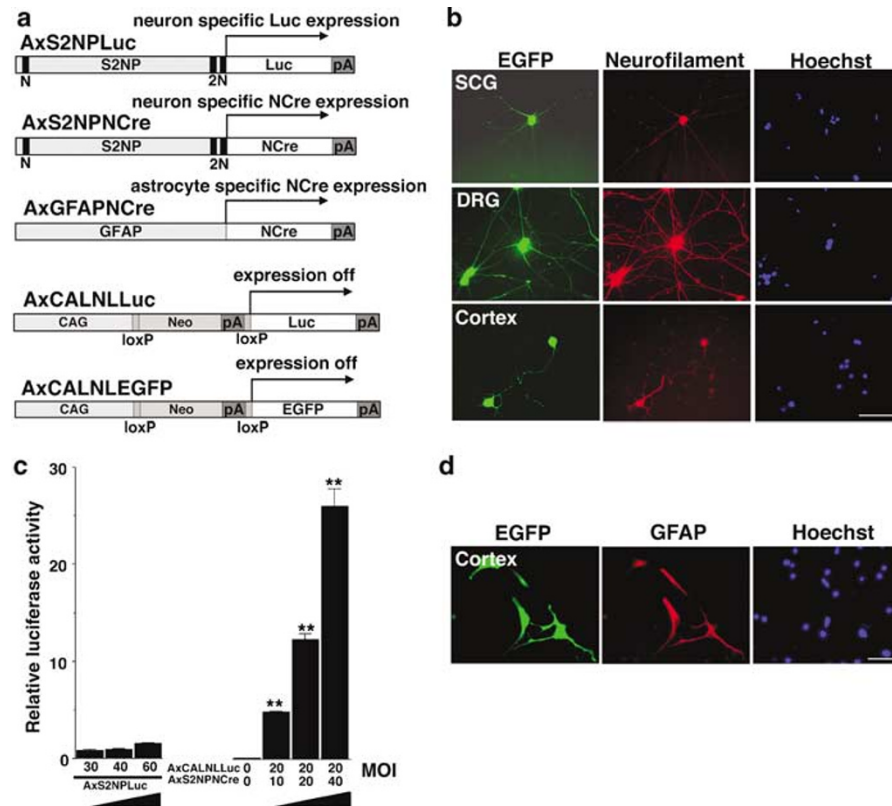 a
neuron specific Luc expression
AxS2NPLuc
S2NP Luc pA
N 2N
neuron specific NCre expression
AxS2NPNCre
S2NP NCre pA
N 2N
astrocyte specific NCre expression
AxGFAPNCre
GFAP NCre pA
expression off
AxCALNLLuc
CAG Neo pA Luc pA
loxP loxP
expression off
AxCALNLEGFP
CAG Neo pA EGFP pA
loxP loxP
b
EGFP Neurofilament Hoechst
SCG
DRG
Cortex
c
Relative luciferase activity
30
20
10
0
**
**
**
30 40 60
AxS2NPLuc
AxCALNLLuc 0 20 20 20
AxS2NPNCre 0 10 20 40
MOI
d
EGFP GFAP Hoechst
Cortex